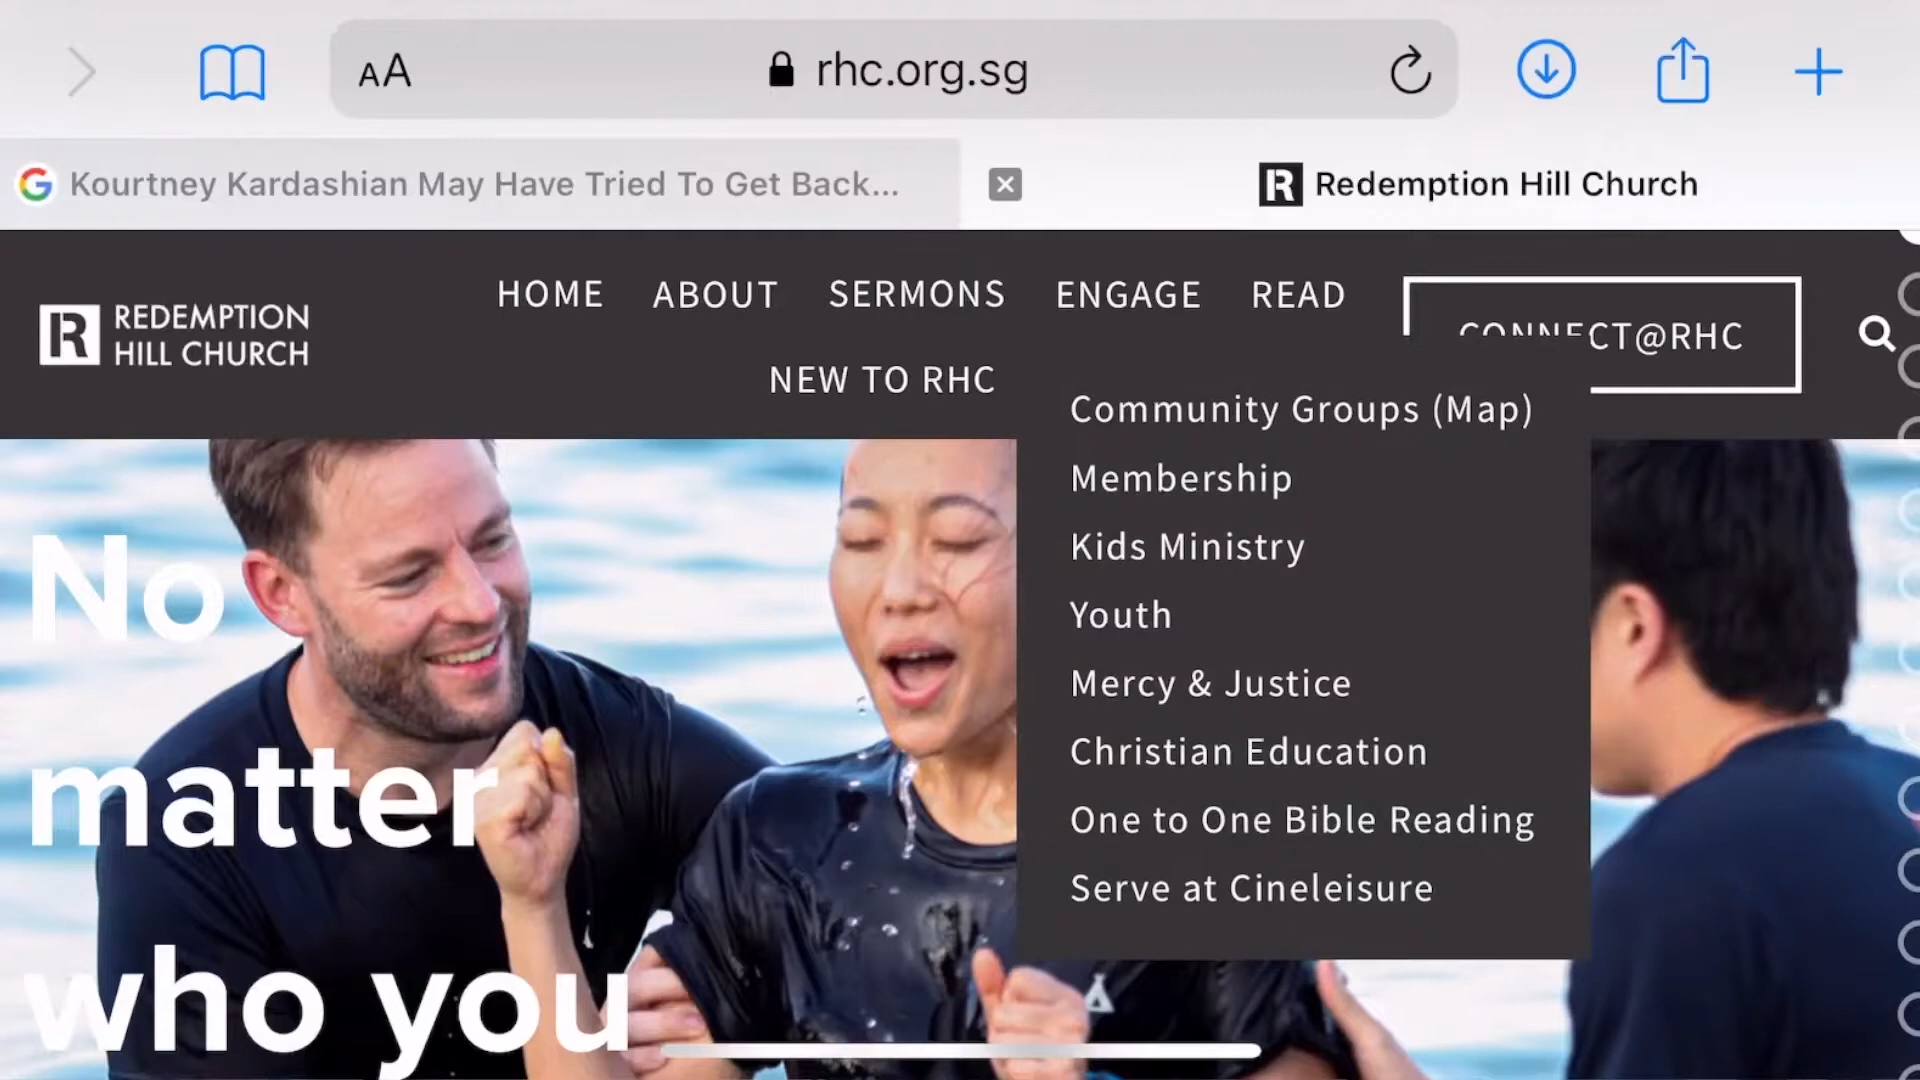 AA
rhc.org.sg
Kourtney Kardashian May Have Tried To Get Back...
Redemption Hill Church
R REDEMPTION
HILL CHURCH
HOME ABOUT SERMONS ENGAGE READ
CONNECT@RHC
NEW TO RHC
Community Groups (Map)
Membership
Kids Ministry
Youth
Mercy & Justice
Christian Education
One to One Bible Reading
Serve at Cineleisure
No
matter
who you